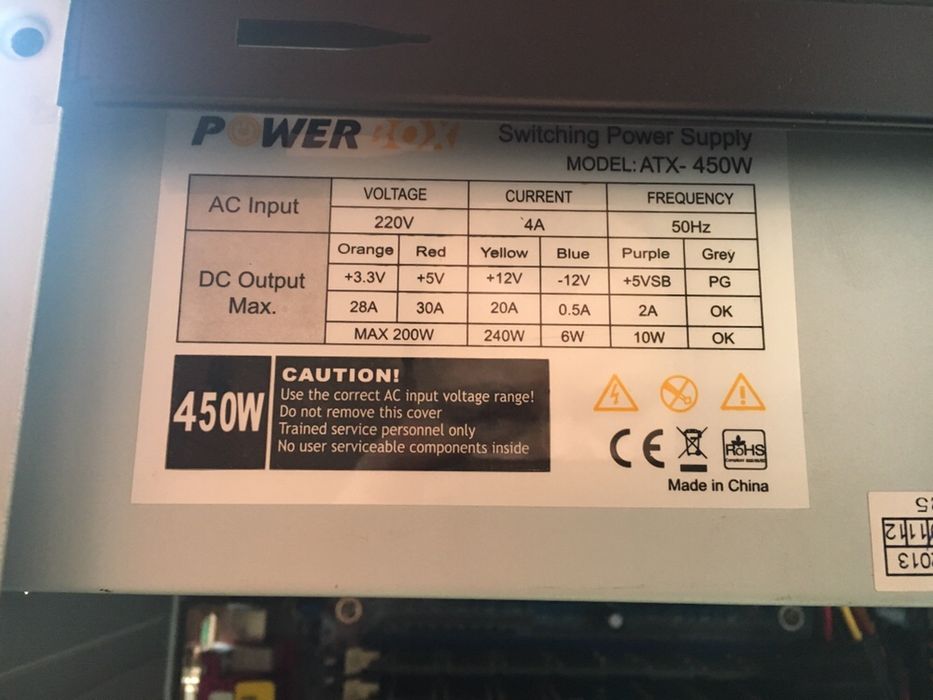 POWERBOX Switching Power Supply
MODEL: ATX- 450W
AC Input VOLTAGE CURRENT FREQUENCY
220V 4A 50Hz
DC Output Max. Orange Red Yellow Blue Purple Grey
+3.3V +5V +12V -12V +5VSB PG
28A 30A 20A 0.5A 2A OK
MAX 200W 240W 6W 10W OK
450W
CAUTION!
Use the correct AC input voltage range!
Do not remove this cover
Trained service personnel only
No user serviceable components inside
CE RoHS
Made in China
2013